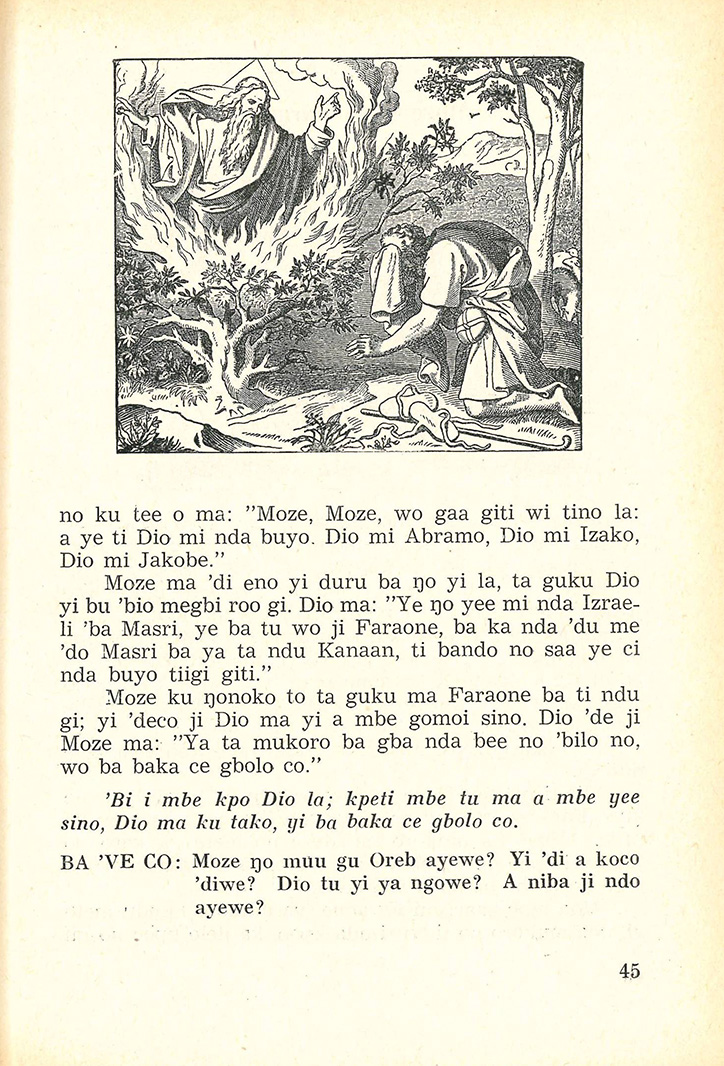 no ku tee o ma: ”Moze, Moze, wo gaa giti wi tino la:
a ye ti Dio mi nda buyo. Dio mi Abramo, Dio mi Izako,
Dio mi Jakobe.”
Moze ma ’di eno yi duru ba ŋo yi la, ta guku Dio
yi bu ’bio megbi roo gi. Dio ma: ”Ye ŋo yee mi nda Izrae-
li ’ba Masri, ye ba tu wo ji Faraone, ba ka nda ’du me
’do Masri ba ya ta ndu Kanaan, ti bando no saa ye ci
nda buyo tiigi giti.”
Moze ku ŋonoko to ta guku ma Faraone ba ti ndu
gi; yi ’deco ji Dio ma yi a mbe gomoi sino. Dio ’de ji
Moze ma: ”Ya ta mukoro ba gba nda bee no ’bilo no,
wo ba baka ce gbolo co.”
’Bi i mbe kpo Dio la; kpeti mbe tu ma a mbe yee
sino, Dio ma ku tako, yi ba baka ce gbolo co.
BA ’VE CO: Moze ŋo muu gu Oreb ayewe? Yi ’di a koco
’diwe? Dio tu yi ya ngowe? A niba ji ndo
ayewe?
45